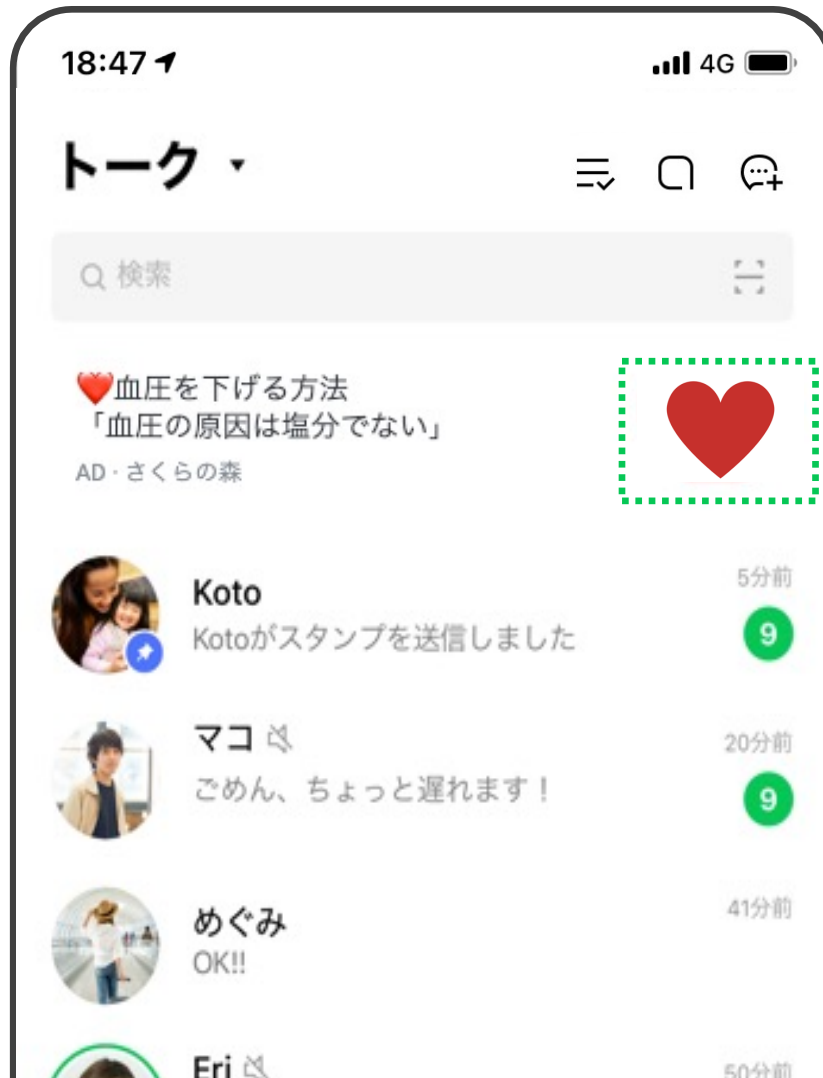 18:47
4G
トーク
検索
❤️血圧を下げる方法
「血圧の原因は塩分でない」
AD · さくらの森
Koto
5分前
Kotoがスタンプを送信しました
9
マコ
20分前
ごめん、ちょっと遅れます！
9
めぐみ
41分前
OK!!
Eri
50分前